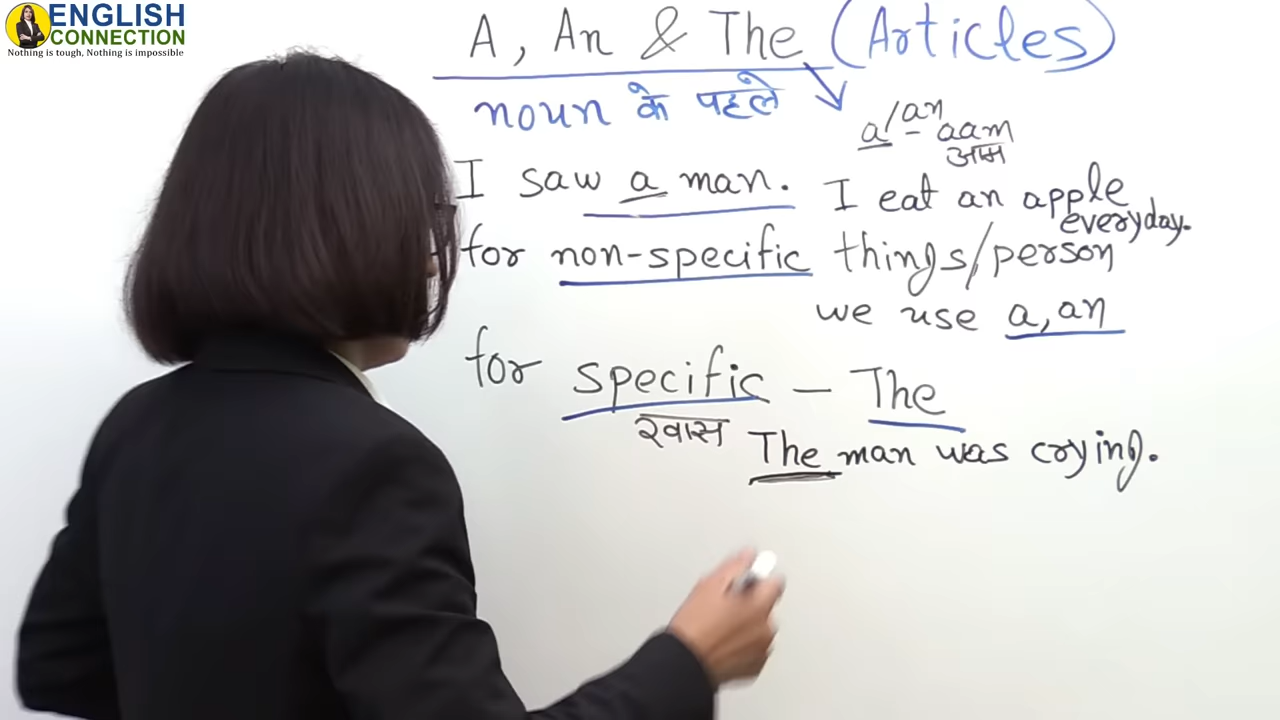 ENGLISH
CONNECTION
Nothing is tough, Nothing is impossible
A, An & The (Articles)
noun के पहले
a/an - aam
आम
I saw a man. I eat an apple
everyday.
for non-specific things/person
we use a, an
for specific - The
खास
The man was crying.